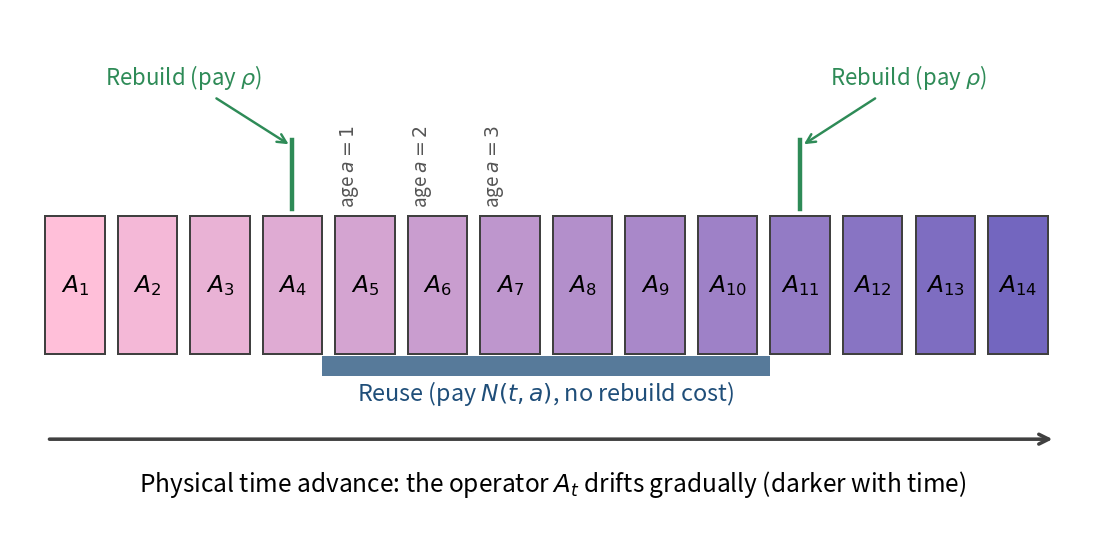 Rebuild (pay ρ)
Rebuild (pay ρ)
age a = 1
age a = 2
age a = 3
A₁
A₂
A₃
A₄
A₅
A₆
A₇
A₈
A₉
A₁₀
A₁₁
A₁₂
A₁₃
A₁₄
Reuse (pay N(t, a), no rebuild cost)
Physical time advance: the operator Aₜ drifts gradually (darker with time)